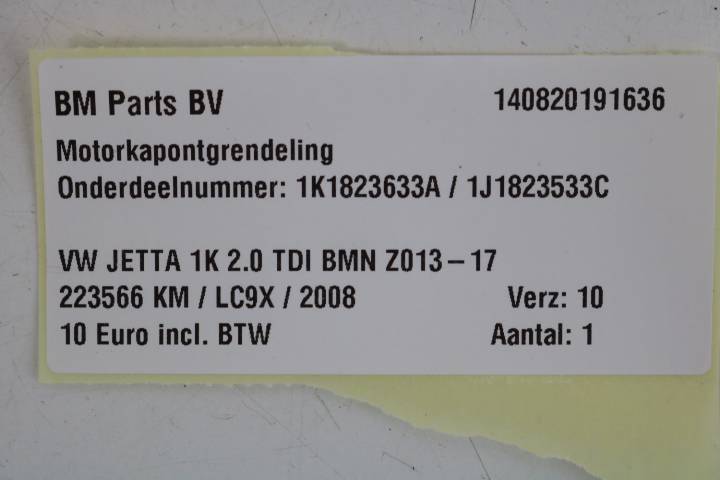 BM Parts BV 140820191636
Motorkapontgrendeling
Onderdeelnummer: 1K1823633A / 1J1823533C
VW JETTA 1K 2.0 TDI BMN Z013-17
223566 KM / LC9X / 2008 Verz: 10
10 Euro incl. BTW Aantal: 1